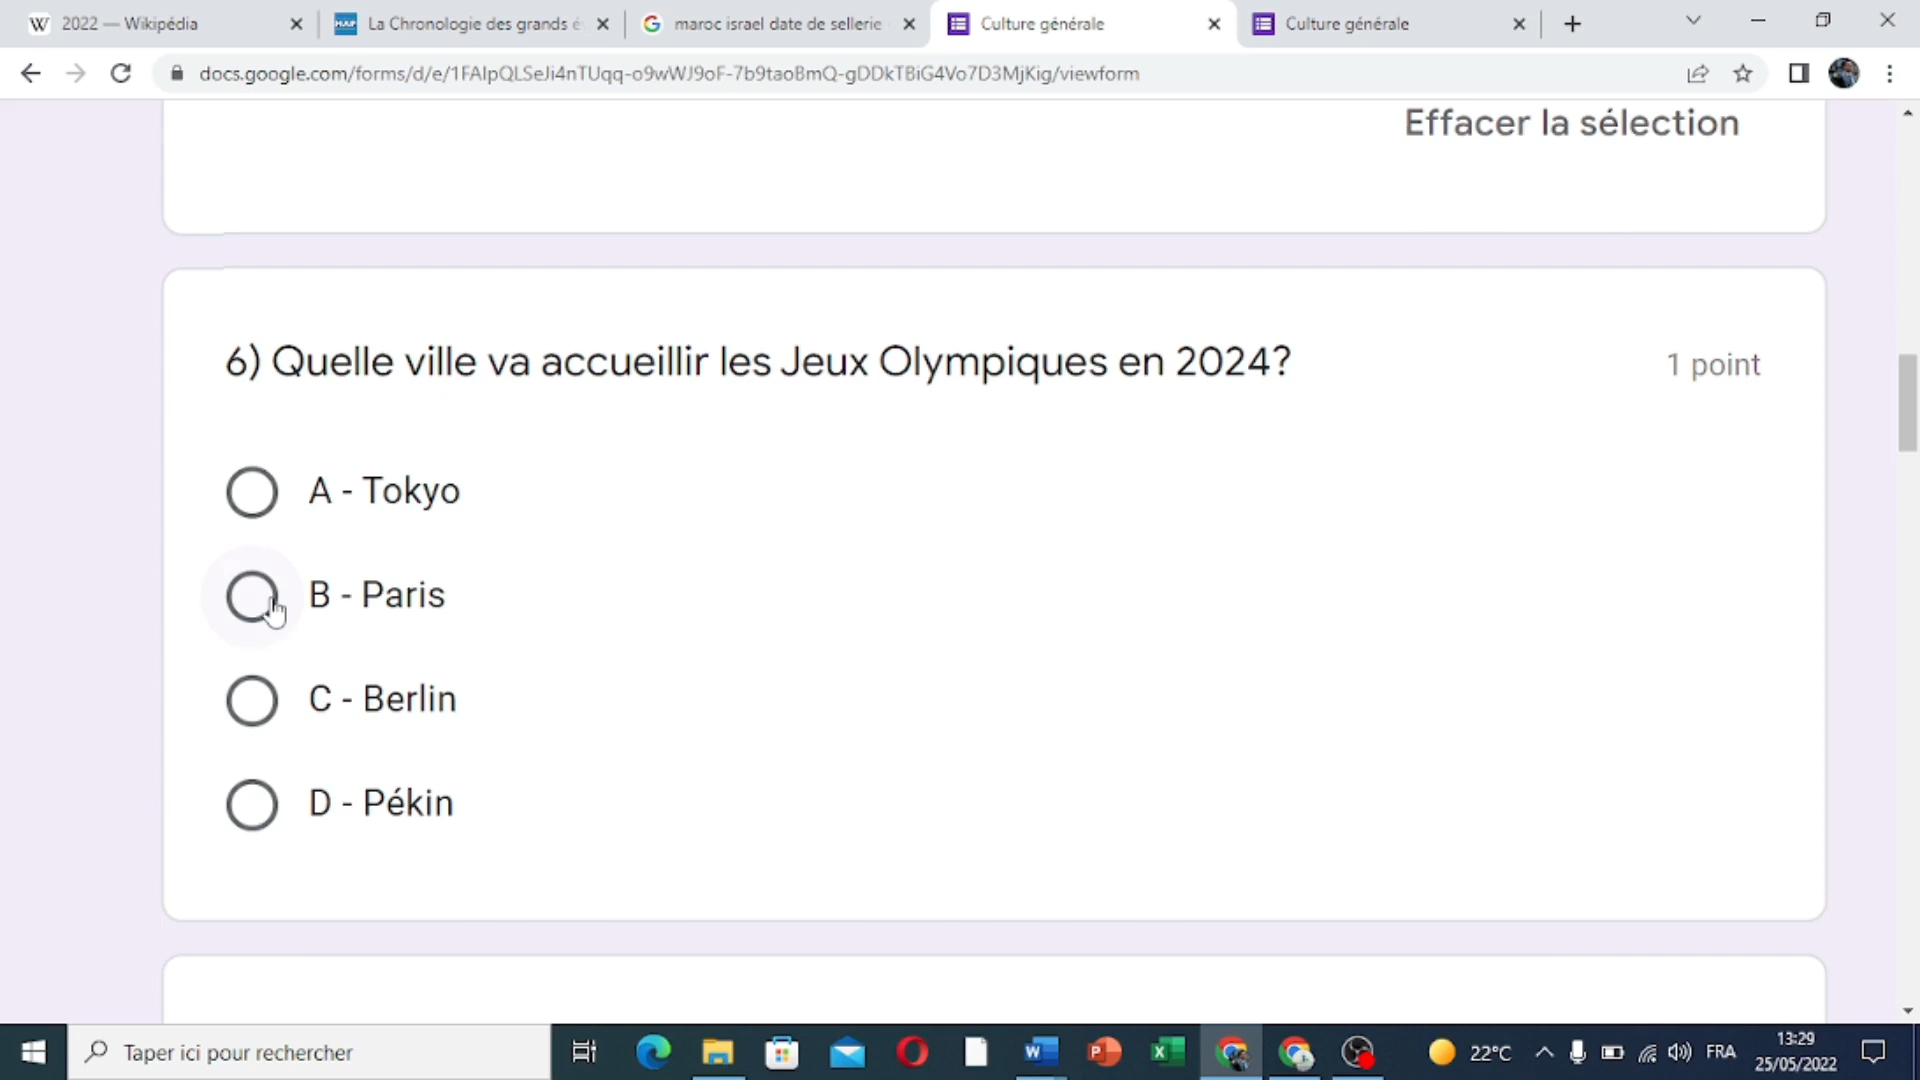 2022 — Wikipédia
MAP
La Chronologie des grands é
maroc israel date de sellerie
Culture générale
Culture générale
docs.google.com/forms/d/e/1FAIpQLSeJi4nTUqq-o9wWJ9oF-7b9taoBmQ-gDDkTBiG4Vo7D3MjKig/viewform
Effacer la sélection
6) Quelle ville va accueillir les Jeux Olympiques en 2024?
1 point
A - Tokyo
B - Paris
C - Berlin
D - Pékin
Taper ici pour rechercher
22°C
FRA
13:29
25/05/2022